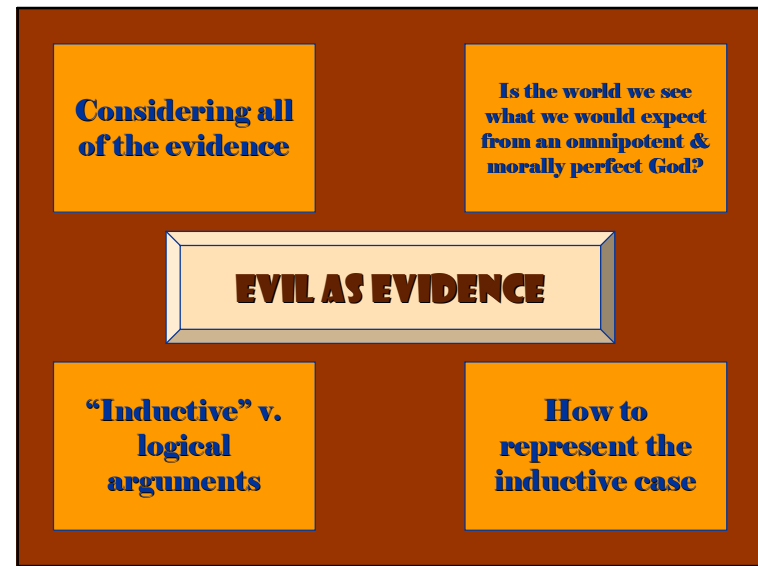 Considering all
of the evidence
Is the world we see
what we would expect
from an omnipotent &
morally perfect God?
EVIL AS EVIDENCE
“Inductive” v.
logical
arguments
How to
represent the
inductive case